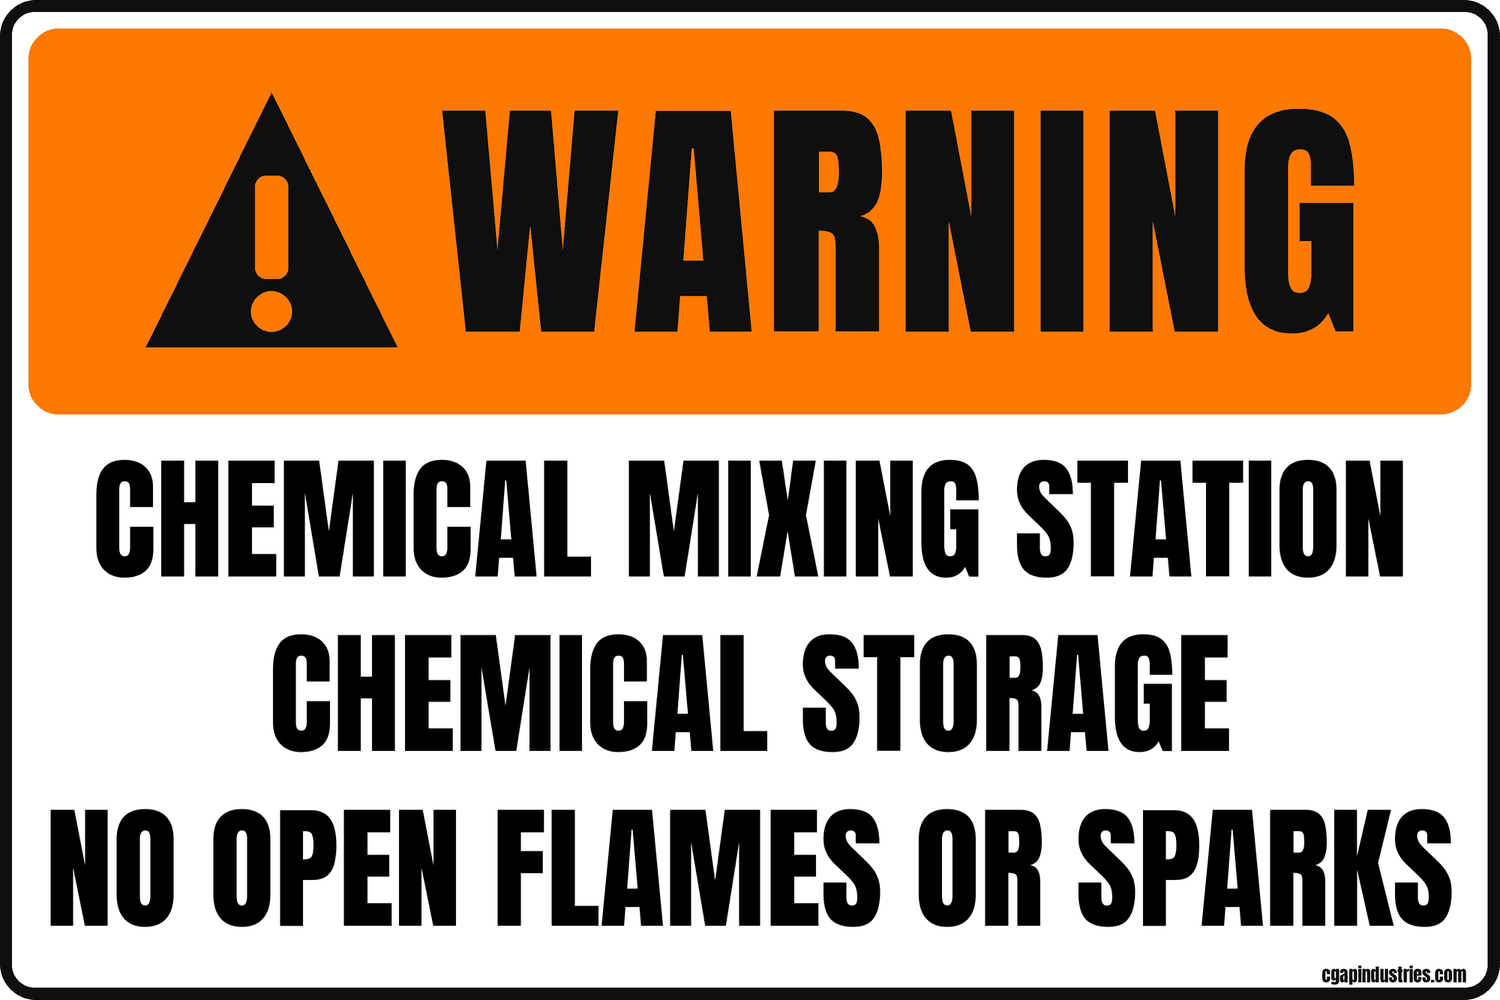 WARNING
CHEMICAL MIXING STATION
CHEMICAL STORAGE
NO OPEN FLAMES OR SPARKS
cgapindustries.com